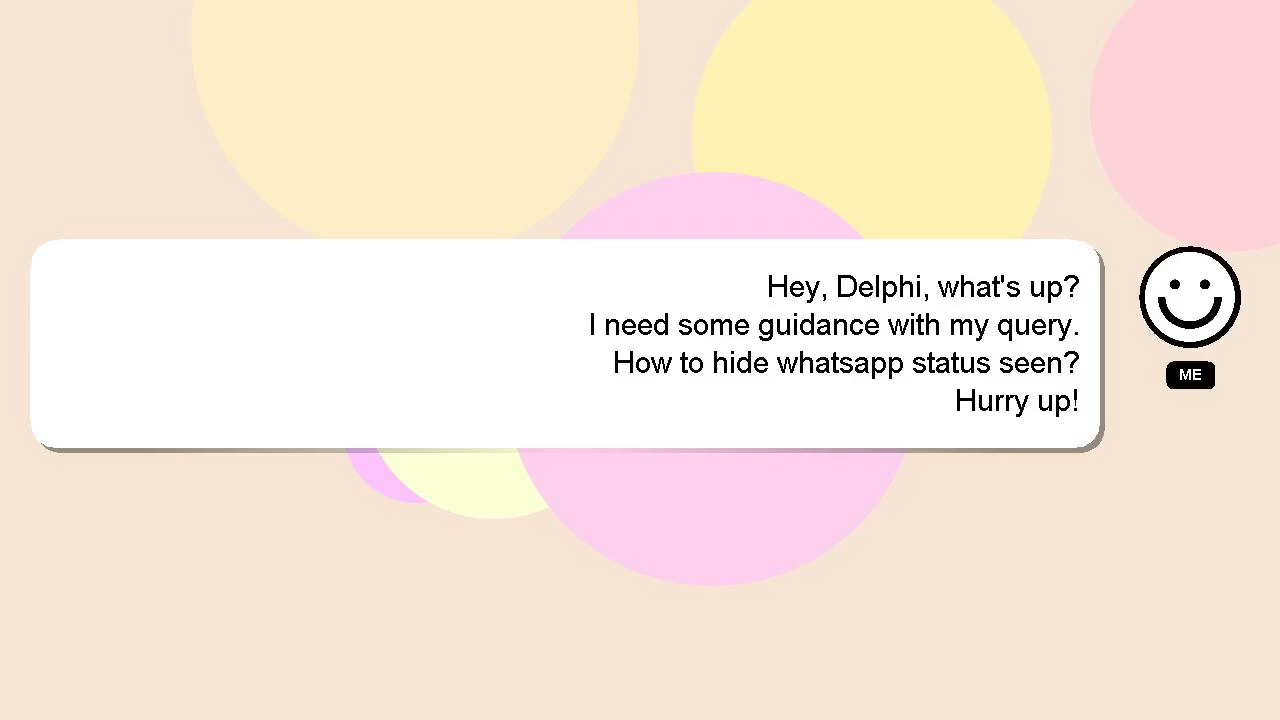 Hey, Delphi, what's up?
I need some guidance with my query.
How to hide whatsapp status seen?
Hurry up!
ME